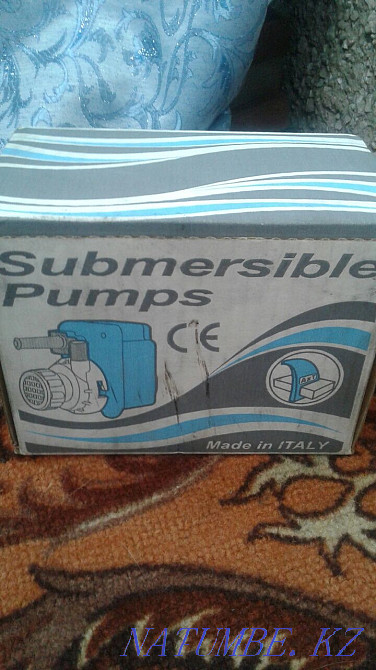 Submersible
Pumps
CE
Made in ITALY
NATUMBE.KZ